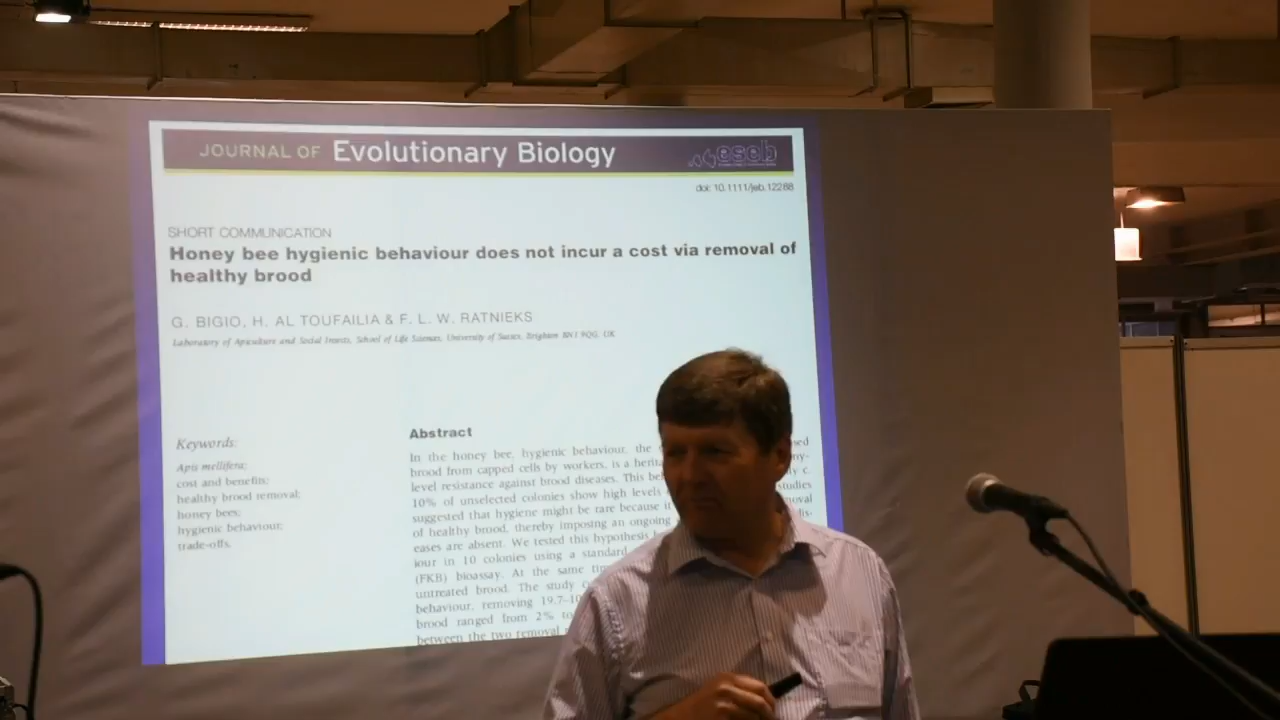 JOURNAL OF Evolutionary Biology
eseb
doi: 10.1111/jeb.12288
SHORT COMMUNICATION
Honey bee hygienic behaviour does not incur a cost via removal of
healthy brood
G. BIGIO, H. AL TOUFAILIA & F. L. W. RATNIEKS
Laboratory of Apiculture and Social Insects, School of Life Sciences, University of Sussex, Brighton BN1 9QG, UK
Keywords:
Apis mellifera;
cost and benefits;
healthy brood removal;
honey bees;
hygienic behaviour;
trade-offs.
Abstract
In the honey bee, hygienic behaviour, the
brood from capped cells by workers, is a herita
level resistance against brood diseases. This be
10% of unselected colonies show high levels
suggested that hygiene might be rare because it
of healthy brood, thereby imposing an ongoing
eases are absent. We tested this hypothesis
iour in 10 colonies using a standard
(FKB) bioassay. At the same tim
untreated brood. The study c
behaviour, removing 19.7–10
brood ranged from 2% to
between the two removal
studies